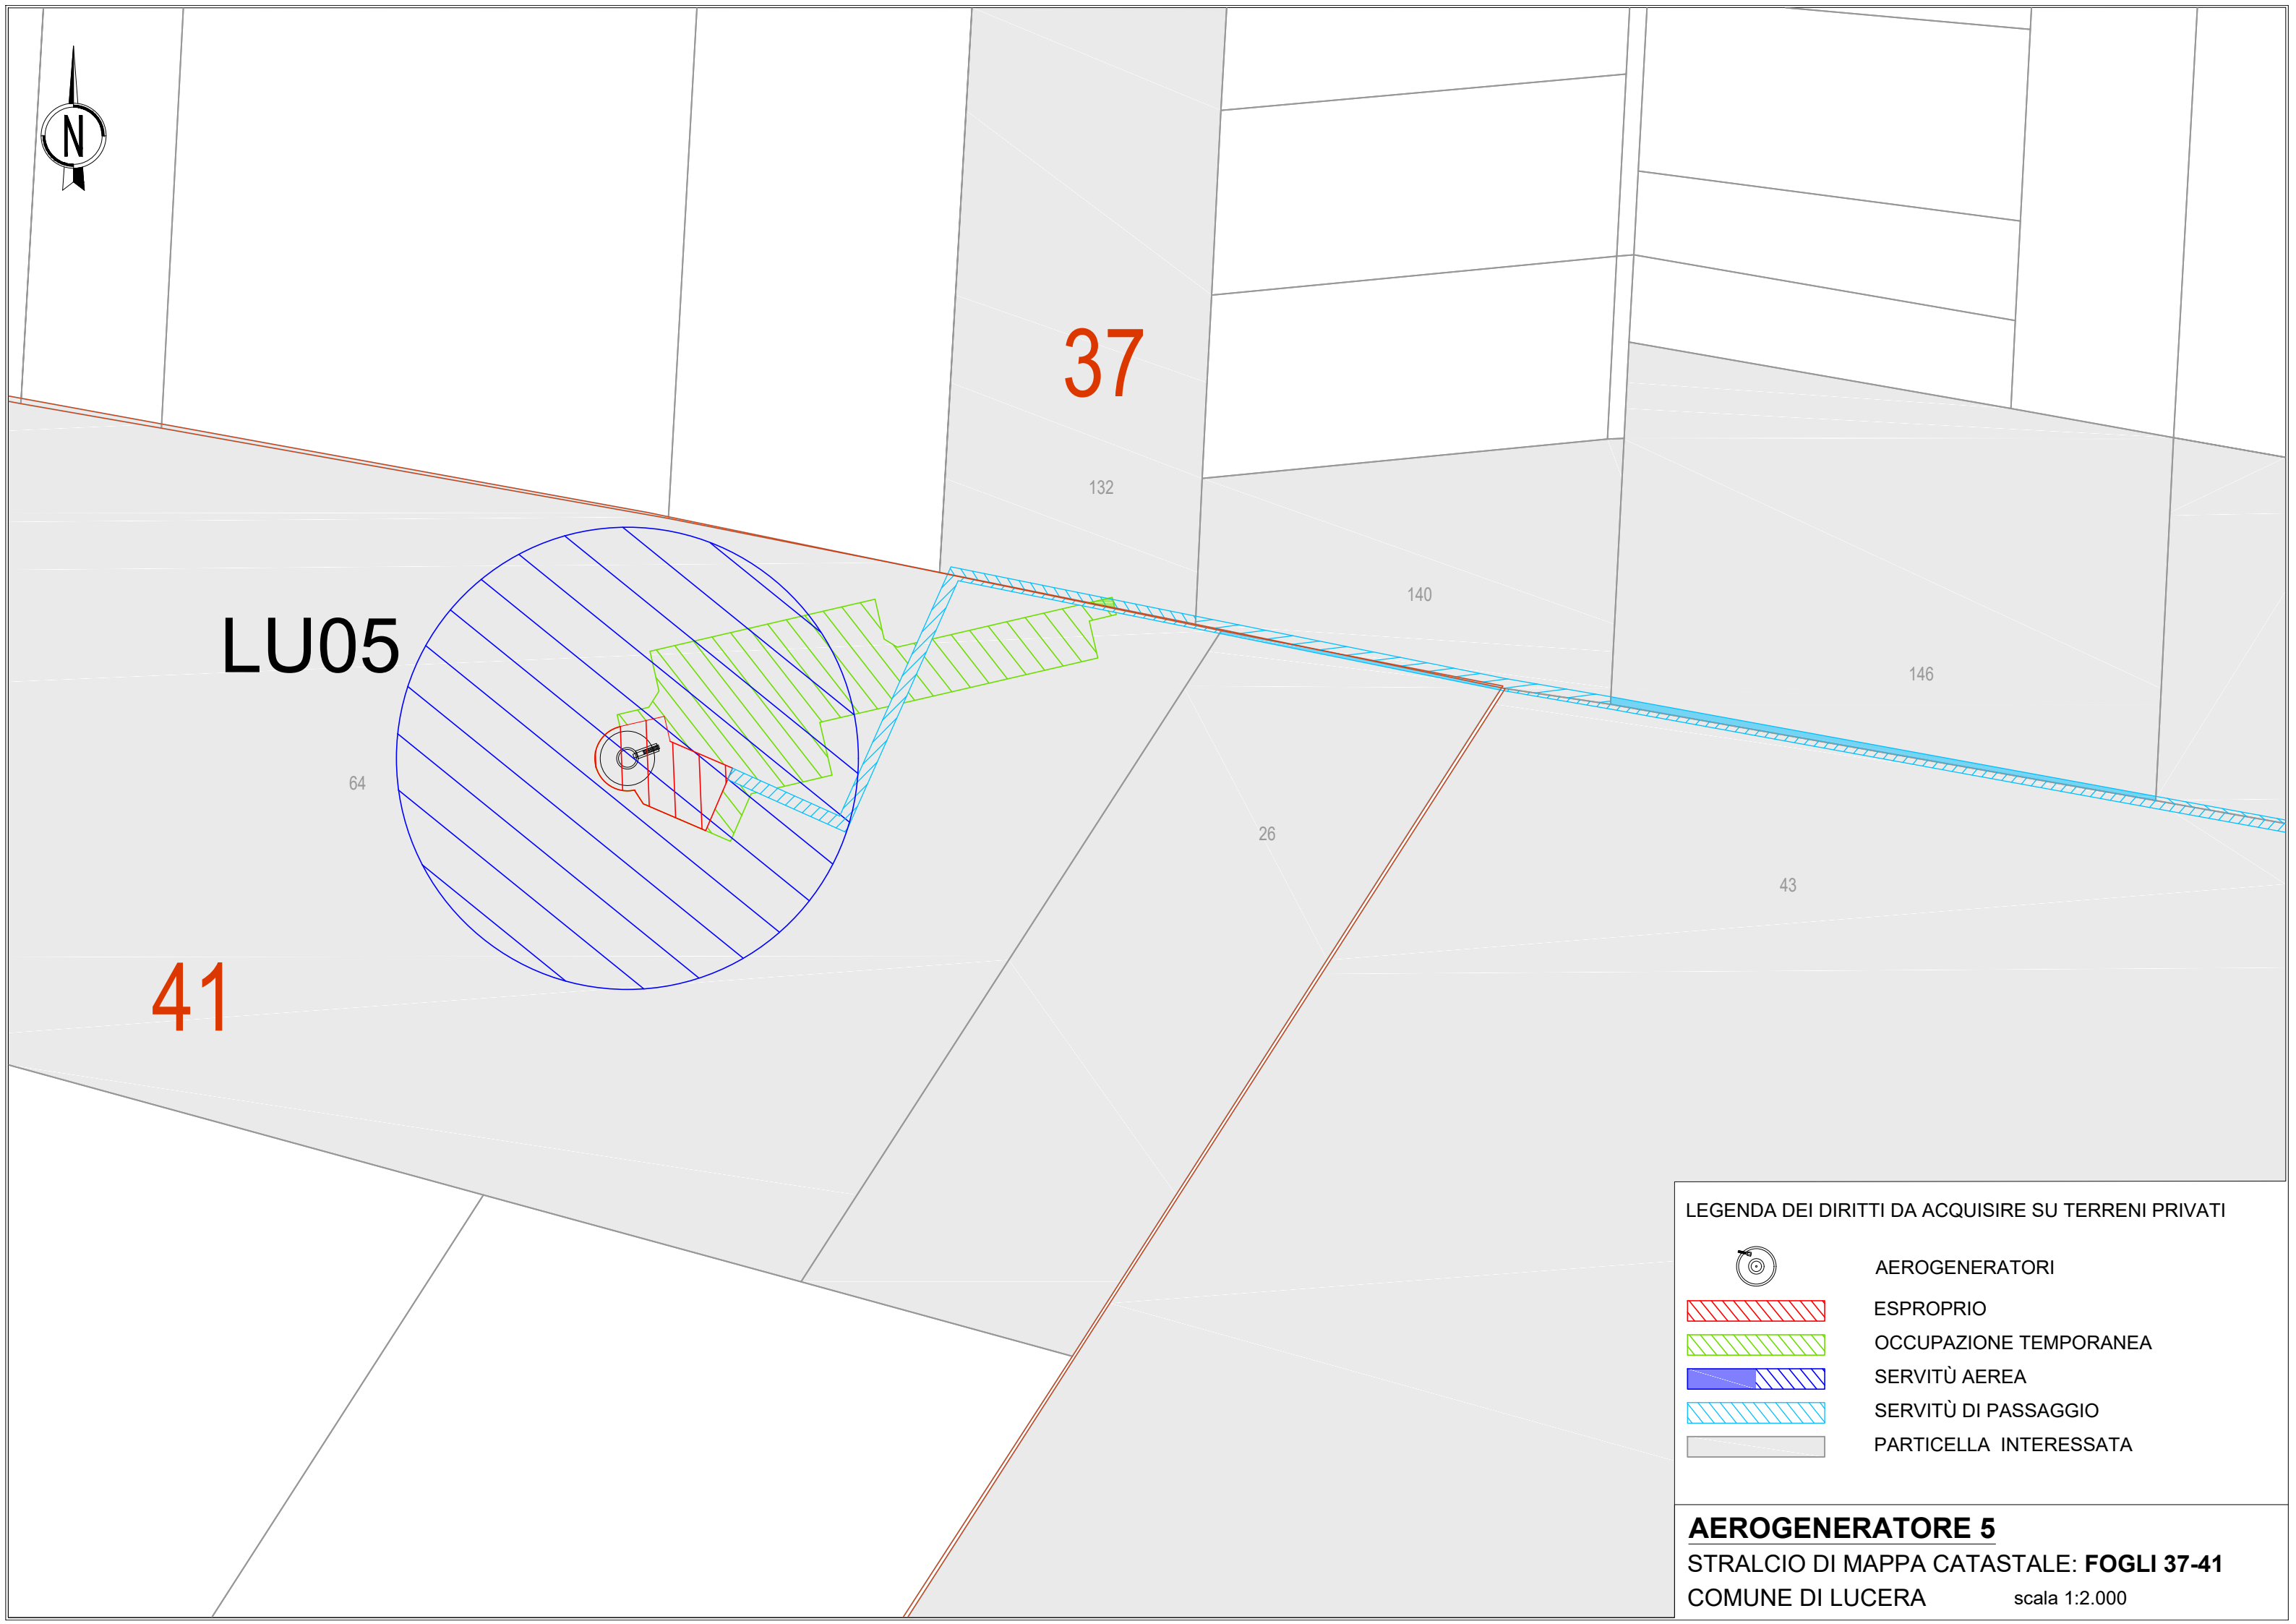 N
37
132
140
LU05
146
64
26
43
41
LEGENDA DEI DIRITTI DA ACQUISIRE SU TERRENI PRIVATI
AEROGENERATORI
ESPROPRIO
OCCUPAZIONE TEMPORANEA
SERVITÙ AEREA
SERVITÙ DI PASSAGGIO
PARTICELLA INTERESSATA
AEROGENERATORE 5
STRALCIO DI MAPPA CATASTALE: FOGLI 37-41
COMUNE DI LUCERA scala 1:2.000